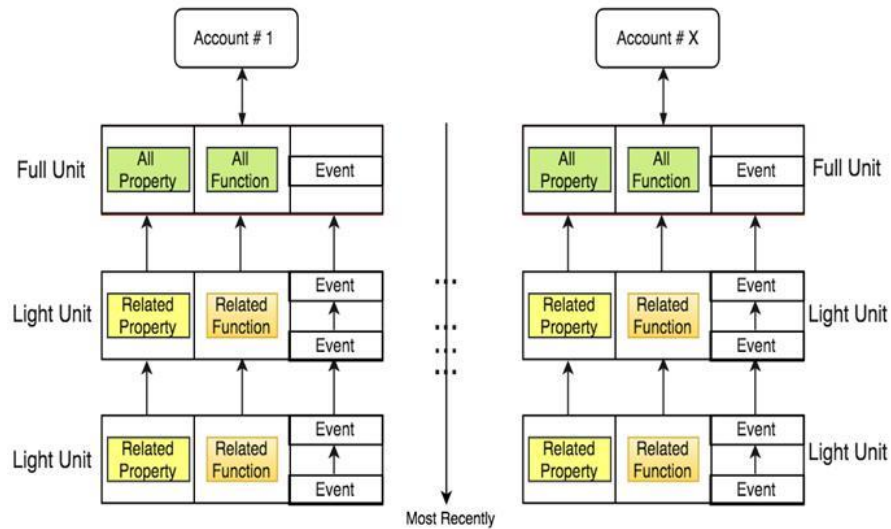 Account # 1
Account # X
Full Unit
All
Property
All
Function
Event
All
Property
All
Function
Event
Full Unit
Light Unit
Related
Property
Related
Function
Event
Event
Related
Property
Related
Function
Event
Event
Light Unit
Light Unit
Related
Property
Related
Function
Event
Event
Related
Property
Related
Function
Event
Event
Light Unit
Most Recently